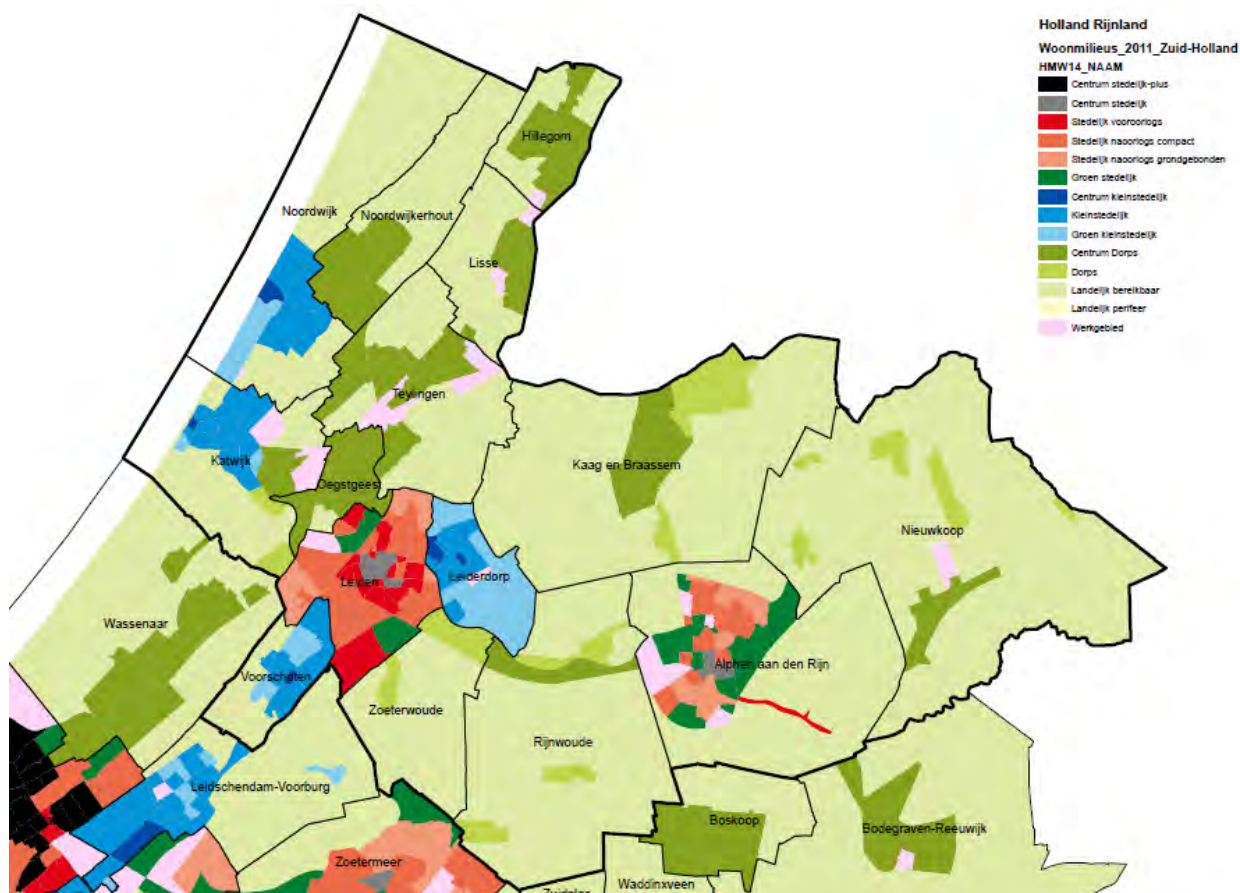 Holland Rijnland
Woonmilieus_2011_Zuid-Holland
HMW14_NAAM
Centrum stedelijk-plus
Centrum stedelijk
Stedelijk vooroorlogs
Stedelijk naoorlogs compact
Stedelijk naoorlogs grondgebonden
Groen stedelijk
Centrum kleinstedelijk
Kleinstedelijk
Groen kleinstedelijk
Centrum Dorps
Dorps
Landelijk bereikbaar
Landelijk perifeer
Werkgebied
Hillegom
Noordwijk
Noordwijkerhout
Lisse
Teylingen
Katwijk
Kaag en Braassem
Oegstgeest
Nieuwkoop
Leiden
Leiderdorp
Wassenaar
Alphen aan den Rijn
Voorschoten
Zoeterwoude
Rijnwoude
Leidschendam-Voorburg
Boskoop
Bodegraven-Reeuwijk
Zoetermeer
Waddinxveen